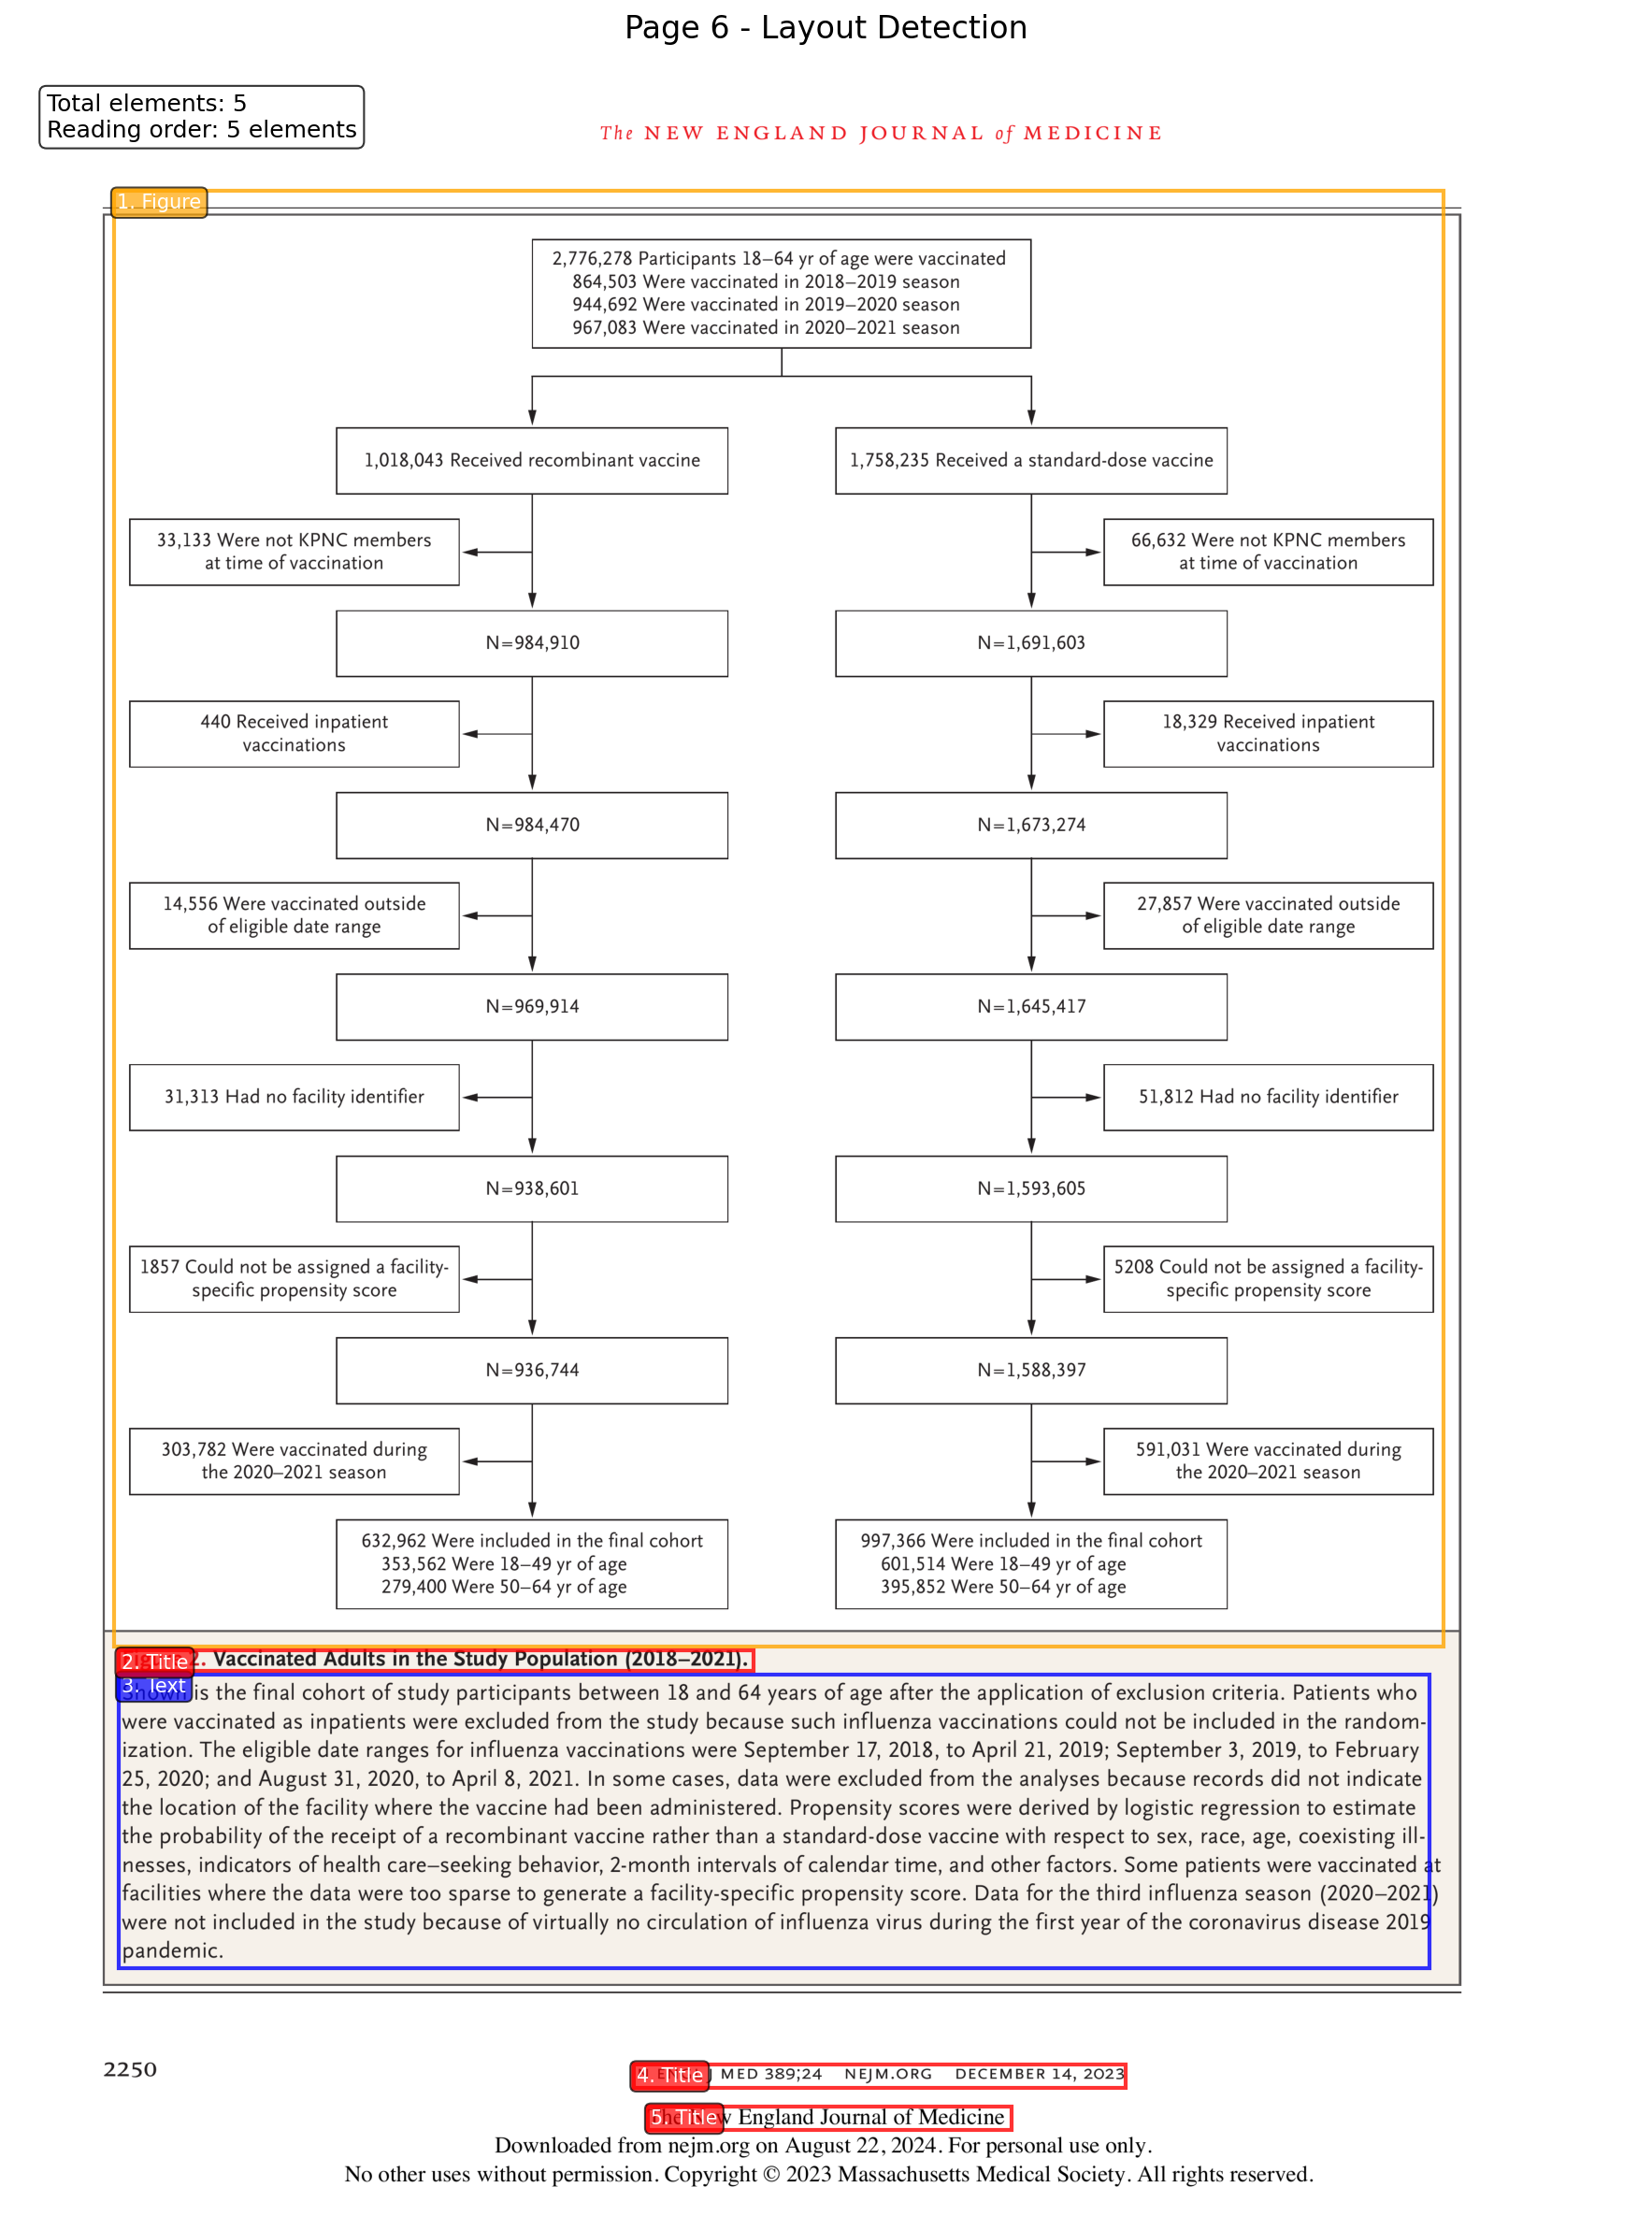 Page 6 - Layout Detection
Total elements: 5
Reading order: 5 elements
The NEW ENGLAND JOURNAL of MEDICINE
1. Figure
2,776,278 Participants 18–64 yr of age were vaccinated
864,503 Were vaccinated in 2018–2019 season
944,692 Were vaccinated in 2019–2020 season
967,083 Were vaccinated in 2020–2021 season
1,018,043 Received recombinant vaccine
1,758,235 Received a standard-dose vaccine
33,133 Were not KPNC members
at time of vaccination
66,632 Were not KPNC members
at time of vaccination
N=984,910
N=1,691,603
440 Received inpatient
vaccinations
18,329 Received inpatient
vaccinations
N=984,470
N=1,673,274
14,556 Were vaccinated outside
of eligible date range
27,857 Were vaccinated outside
of eligible date range
N=969,914
N=1,645,417
31,313 Had no facility identifier
51,812 Had no facility identifier
N=938,601
N=1,593,605
1857 Could not be assigned a facility-
specific propensity score
5208 Could not be assigned a facility-
specific propensity score
N=936,744
N=1,588,397
303,782 Were vaccinated during
the 2020–2021 season
591,031 Were vaccinated during
the 2020–2021 season
632,962 Were included in the final cohort
353,562 Were 18–49 yr of age
279,400 Were 50–64 yr of age
997,366 Were included in the final cohort
601,514 Were 18–49 yr of age
395,852 Were 50–64 yr of age
2. Title
2. Vaccinated Adults in the Study Population (2018–2021).
3. Text
Shown is the final cohort of study participants between 18 and 64 years of age after the application of exclusion criteria. Patients who
were vaccinated as inpatients were excluded from the study because such influenza vaccinations could not be included in the random-
ization. The eligible date ranges for influenza vaccinations were September 17, 2018, to April 21, 2019; September 3, 2019, to February
25, 2020; and August 31, 2020, to April 8, 2021. In some cases, data were excluded from the analyses because records did not indicate
the location of the facility where the vaccine had been administered. Propensity scores were derived by logistic regression to estimate
the probability of the receipt of a recombinant vaccine rather than a standard-dose vaccine with respect to sex, race, age, coexisting ill-
nesses, indicators of health care–seeking behavior, 2-month intervals of calendar time, and other factors. Some patients were vaccinated at
facilities where the data were too sparse to generate a facility-specific propensity score. Data for the third influenza season (2020–2021)
were not included in the study because of virtually no circulation of influenza virus during the first year of the coronavirus disease 2019
pandemic.
2250
4. Title
J MED 389;24 NEJM.ORG DECEMBER 14, 2023
5. Title
England Journal of Medicine
Downloaded from nejm.org on August 22, 2024. For personal use only.
No other uses without permission. Copyright © 2023 Massachusetts Medical Society. All rights reserved.